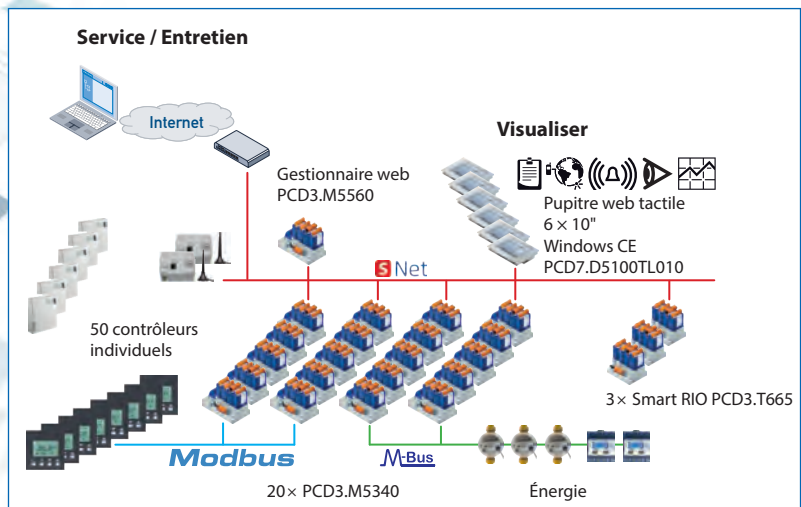 Service / Entretien
Internet
Visualiser
Gestionnaire web
PCD3.M5560
Pupitre web tactile
6 × 10"
Windows CE
PCD7.D5100TL010
S Net
50 contrôleurs
individuels
3× Smart RIO PCD3.T665
Modbus
M-Bus
20× PCD3.M5340
Énergie